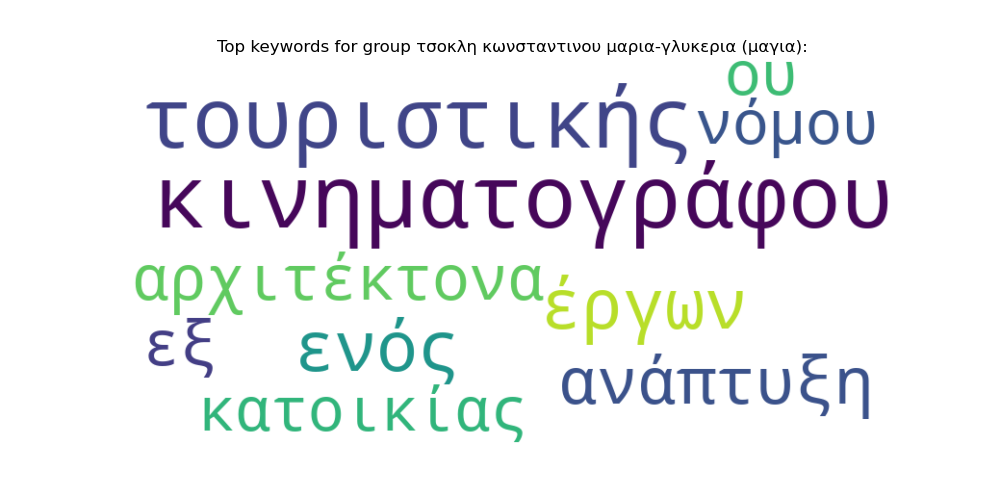 Top keywords for group τσοκλη κωνσταντινου μαρια-γλυκερια (μαγια):
ου
τουριστικής νόμου
κινηματογράφου
αρχιτέκτονα έργων
εξ ενός
ανάπτυξη
κατοικίας